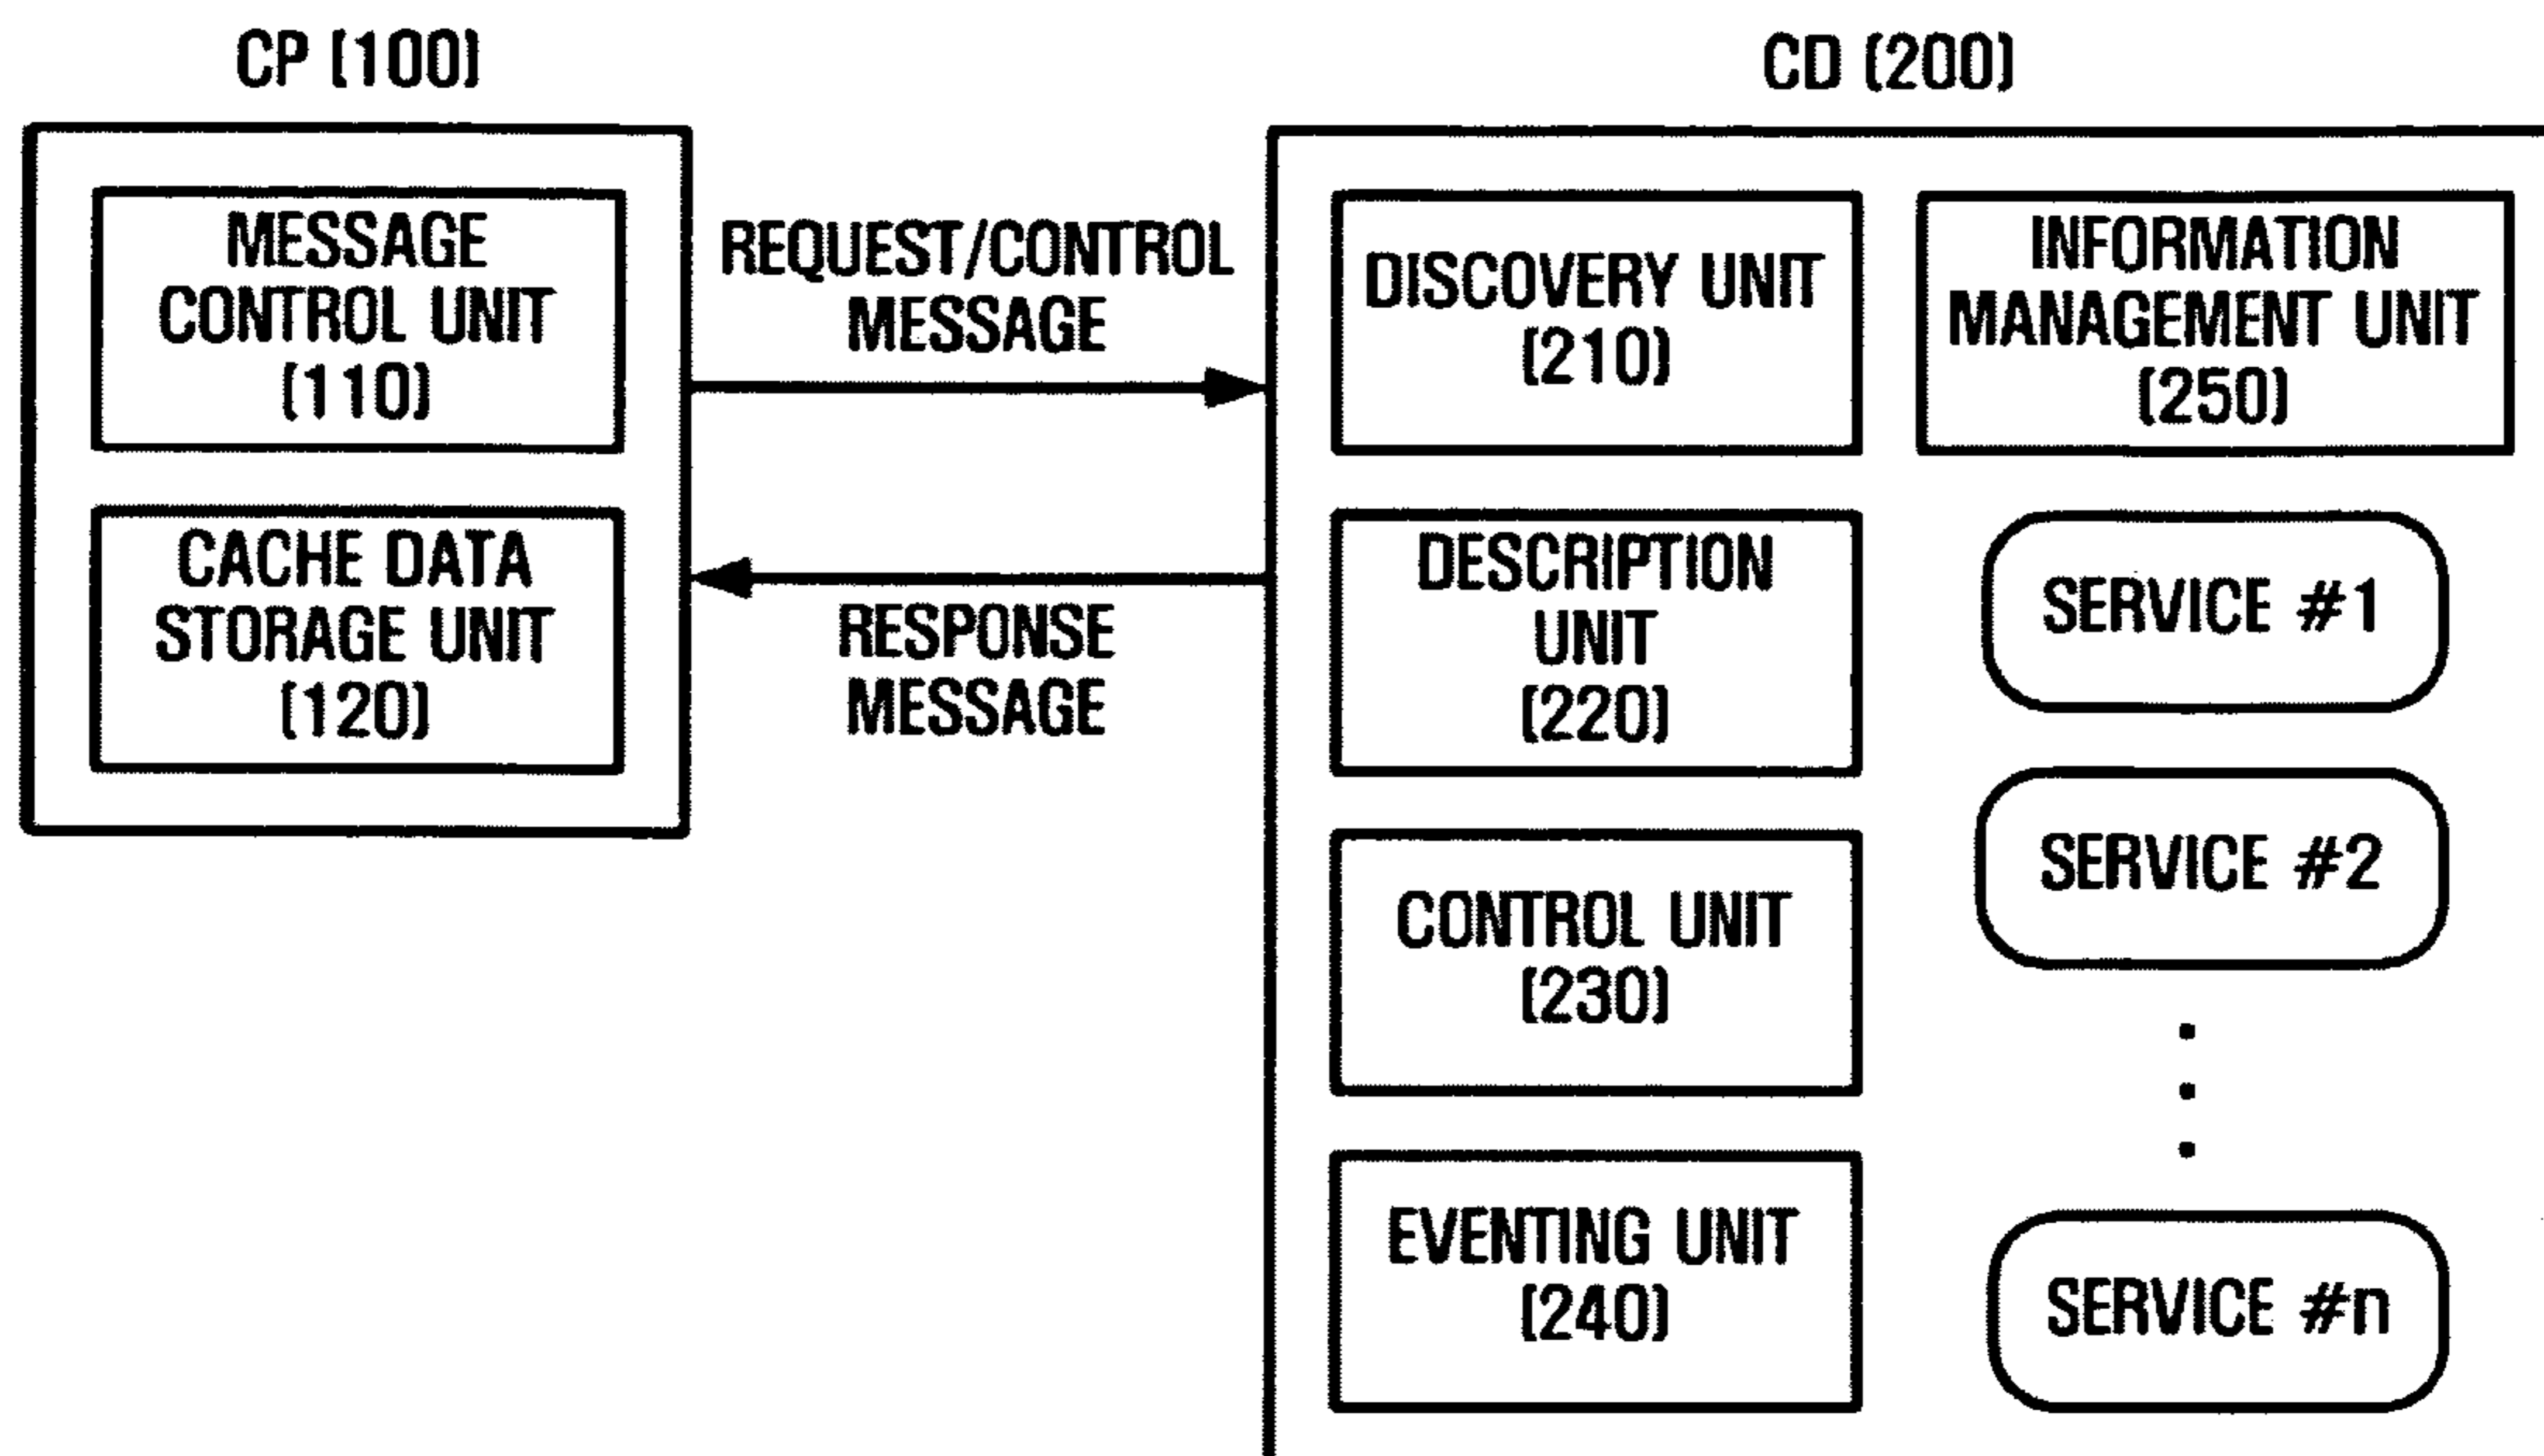 CP (100)
MESSAGE
CONTROL UNIT
(110)
CACHE DATA
STORAGE UNIT
(120)
REQUEST/CONTROL
MESSAGE
RESPONSE
MESSAGE
CD (200)
DISCOVERY UNIT
(210)
DESCRIPTION
UNIT
(220)
CONTROL UNIT
(230)
EVENTING UNIT
(240)
INFORMATION
MANAGEMENT UNIT
(250)
SERVICE #1
SERVICE #2
SERVICE #n